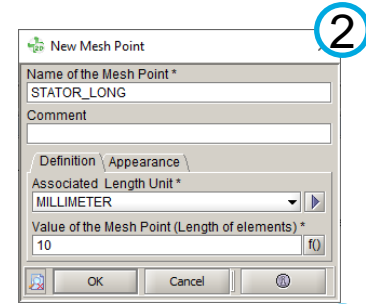 2
New Mesh Point
Name of the Mesh Point *
STATOR_LONG
Comment
Definition Appearance
Associated Length Unit *
MILLIMETER
Value of the Mesh Point (Length of elements) *
10 f()
OK Cancel